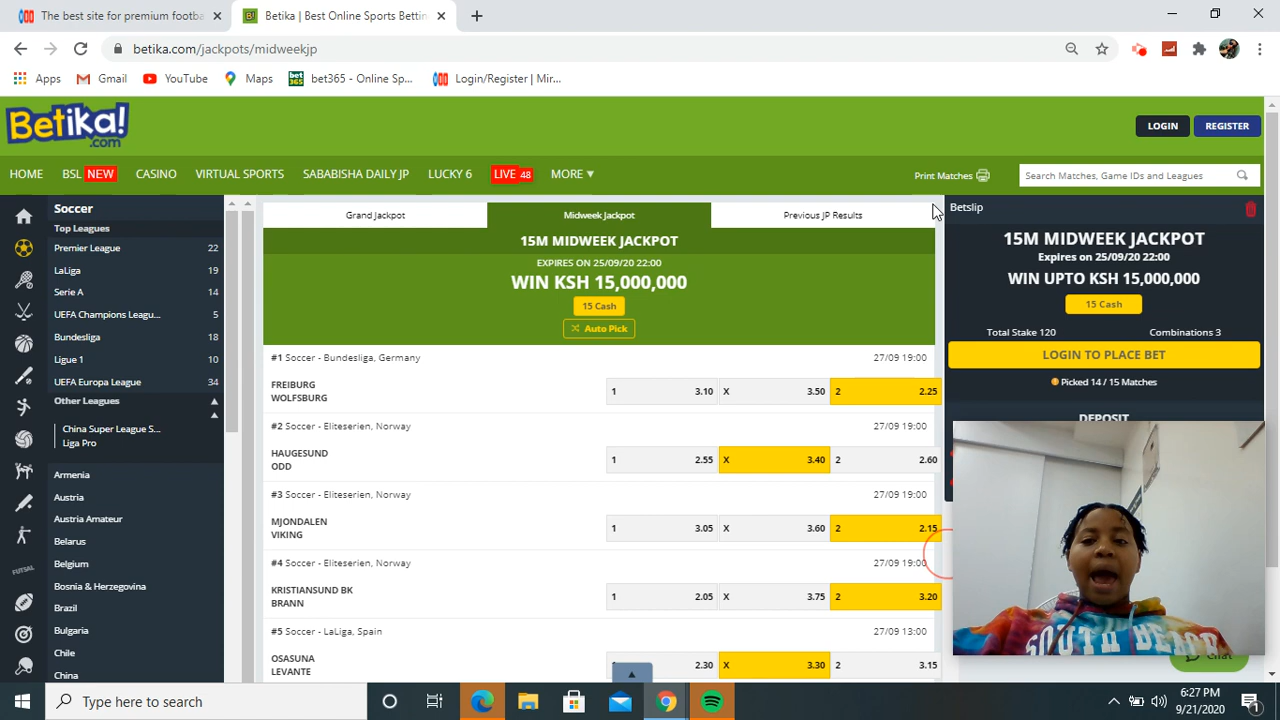 The best site for premium footba
Betika | Best Online Sports Bettin
betika.com/jackpots/midweekjp
Apps
Gmail
YouTube
Maps
bet365 - Online Sp...
Login/Register | Mir...
Betika!
.com
LOGIN
REGISTER
HOME
BSL NEW
CASINO
VIRTUAL SPORTS
SABABISHA DAILY JP
LUCKY 6
LIVE 48
MORE
Print Matches
Search Matches, Game IDs and Leagues
Soccer
Top Leagues
Premier League 22
LaLiga 19
Serie A 14
UEFA Champions Leagu... 5
Bundesliga 18
Ligue 1 10
UEFA Europa League 34
Other Leagues
China Super League S...
Liga Pro
Armenia
Austria
Austria Amateur
Belarus
Belgium
Bosnia & Herzegovina
Brazil
Bulgaria
Chile
China
FUTSAL
Grand Jackpot
Midweek Jackpot
Previous JP Results
15M MIDWEEK JACKPOT
EXPIRES ON 25/09/20 22:00
WIN KSH 15,000,000
15 Cash
Auto Pick
#1 Soccer - Bundesliga, Germany 27/09 19:00
FREIBURG
WOLFSBURG
1 3.10 X 3.50 2 2.25
#2 Soccer - Eliteserien, Norway 27/09 19:00
HAUGESUND
ODD
1 2.55 X 3.40 2 2.60
#3 Soccer - Eliteserien, Norway 27/09 19:00
MJONDALEN
VIKING
1 3.05 X 3.60 2 2.15
#4 Soccer - Eliteserien, Norway 27/09 19:00
KRISTIANSUND BK
BRANN
1 2.05 X 3.75 2 3.20
#5 Soccer - LaLiga, Spain 27/09 13:00
OSASUNA
LEVANTE
2.30 X 3.30 2 3.15
Betslip
15M MIDWEEK JACKPOT
Expires on 25/09/20 22:00
WIN UPTO KSH 15,000,000
15 Cash
Total Stake 120 Combinations 3
LOGIN TO PLACE BET
Picked 14 / 15 Matches
DEPOSIT
SOUTH
Chat
Type here to search
6:27 PM
9/21/2020
1